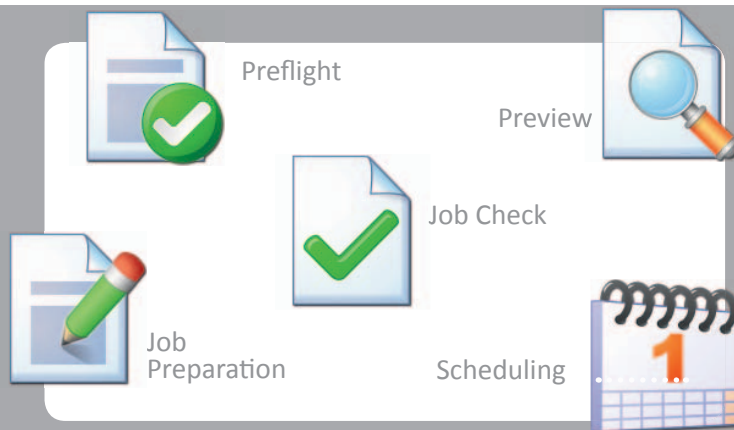 Preflight
Preview
Job Check
Job
Preparation
Scheduling
1